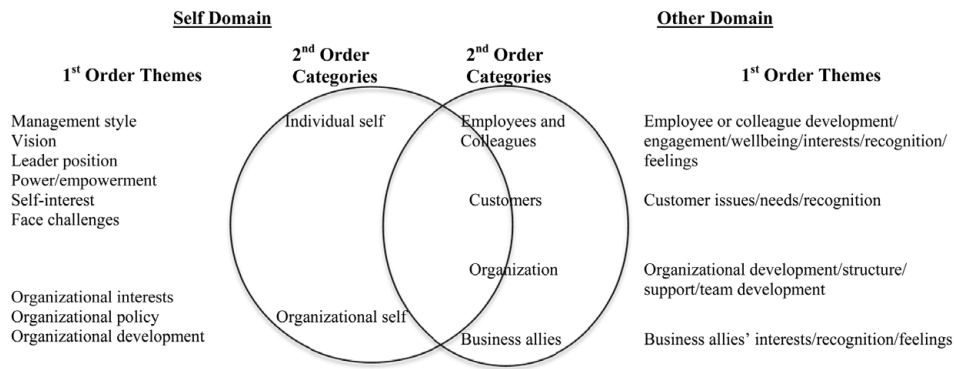 Self Domain
Other Domain
1st Order Themes
2nd Order
Categories
2nd Order
Categories
1st Order Themes
Management style
Vision
Leader position
Power/empowerment
Self-interest
Face challenges
Organizational interests
Organizational policy
Organizational development
Individual self
Organizational self
Employees and
Colleagues
Customers
Organization
Business allies
Employee or colleague development/
engagement/wellbeing/interests/recognition/
feelings
Customer issues/needs/recognition
Organizational development/structure/
support/team development
Business allies’ interests/recognition/feelings